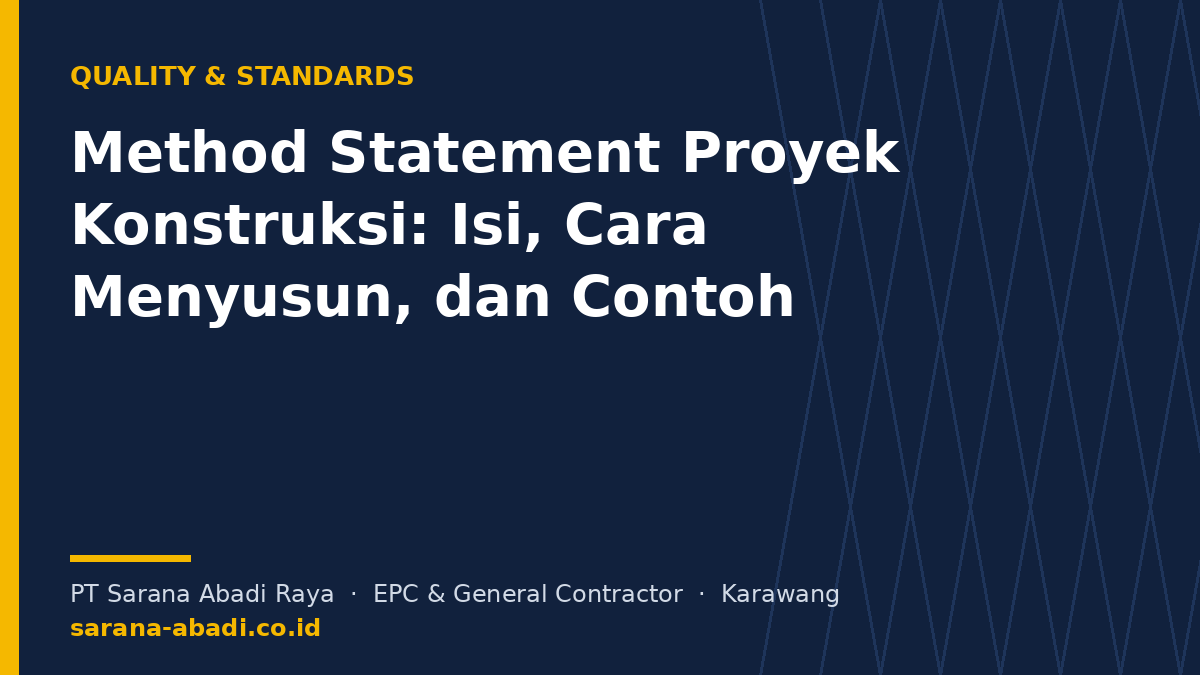 QUALITY & STANDARDS
Method Statement Proyek
Konstruksi: Isi, Cara
Menyusun, dan Contoh
PT Sarana Abadi Raya · EPC & General Contractor · Karawang
sarana-abadi.co.id